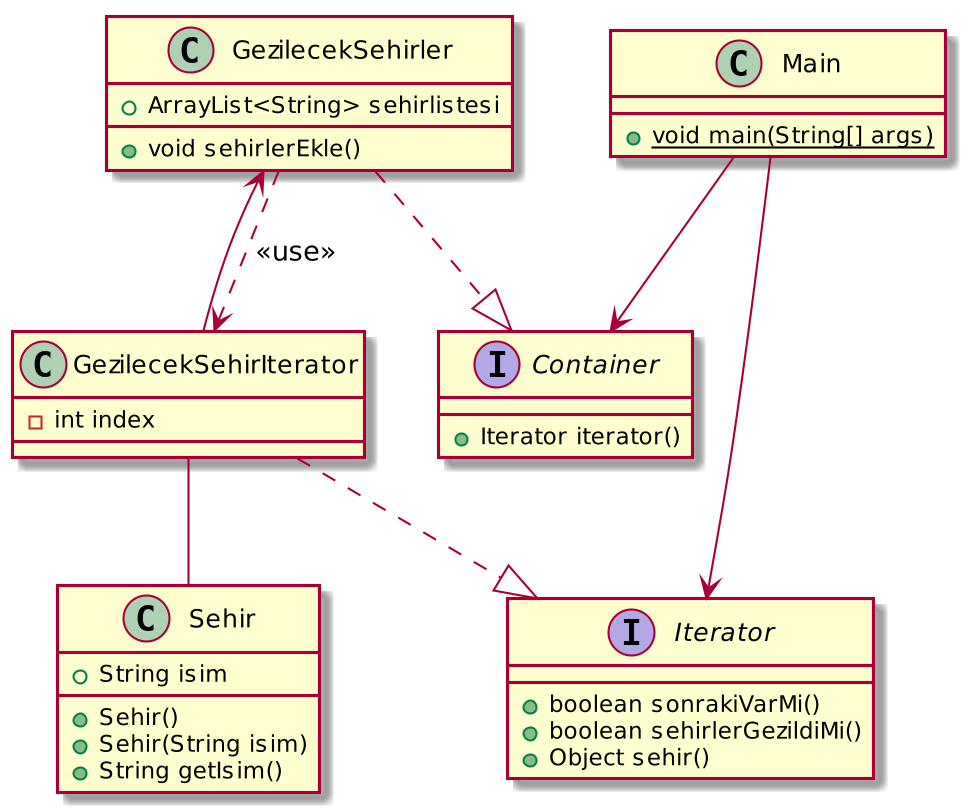 C GezilecekSehirler
ArrayList<String> sehirlistesi
void sehirlerEkle()
C Main
void main(String[] args)
«use»
C GezilecekSehirIterator
int index
I Container
Iterator iterator()
C Sehir
String isim
Sehir()
Sehir(String isim)
String getIsim()
I Iterator
boolean sonrakiVarMi()
boolean sehirlerGezildiMi()
Object sehir()